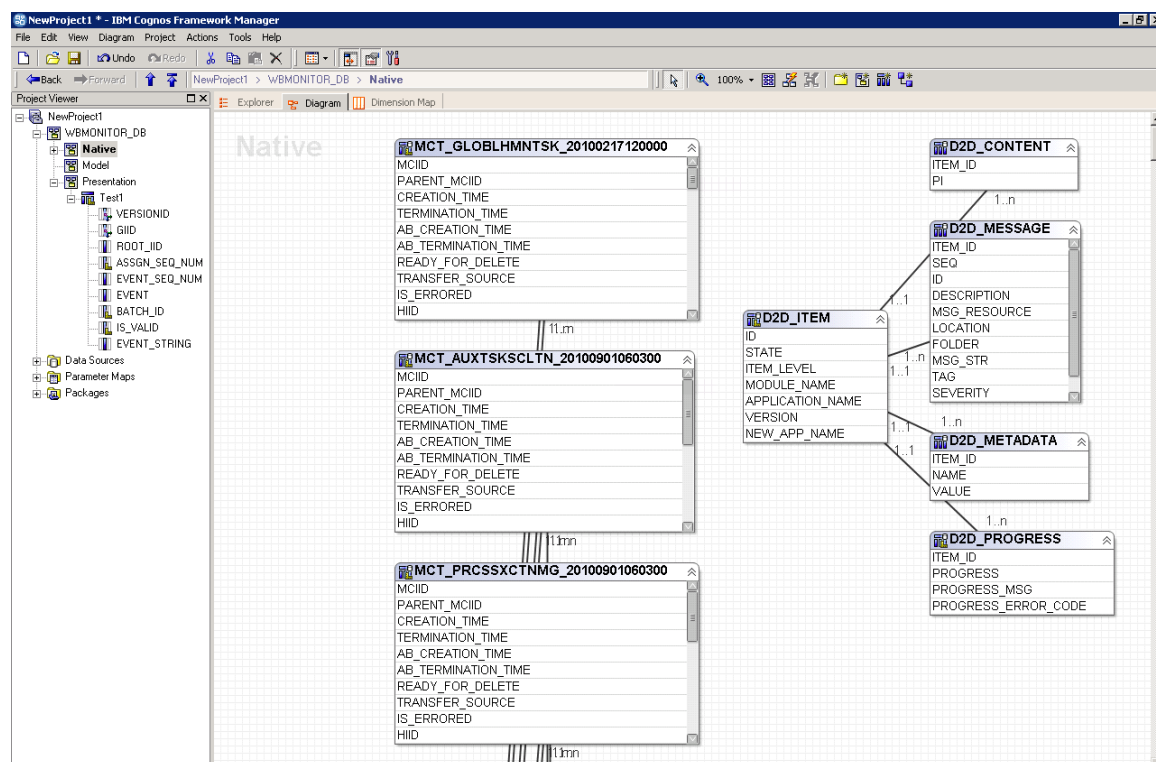 NewProject1 * - IBM Cognos Framework Manager
File Edit View Diagram Project Actions Tools Help
Undo Redo
Back Forward NewProject1 > WBMONITOR_DB > Native 100%
Project Viewer
Explorer Diagram Dimension Map
NewProject1
WBMONITOR_DB
Native
Model
Presentation
Test1
VERSIONID
GIID
ROOT_IID
ASSGN_SEQ_NUM
EVENT_SEQ_NUM
EVENT
BATCH_ID
IS_VALID
EVENT_STRING
Data Sources
Parameter Maps
Packages
Native
MCT_GLOBLHMNTSK_20100217120000
MCIID
PARENT_MCIID
CREATION_TIME
TERMINATION_TIME
AB_CREATION_TIME
AB_TERMINATION_TIME
READY_FOR_DELETE
TRANSFER_SOURCE
IS_ERRORED
HIID
MCT_AUXTSKSCLTN_20100901060300
MCIID
PARENT_MCIID
CREATION_TIME
TERMINATION_TIME
AB_CREATION_TIME
AB_TERMINATION_TIME
READY_FOR_DELETE
TRANSFER_SOURCE
IS_ERRORED
HIID
MCT_PRCSSXCTNMG_20100901060300
MCIID
PARENT_MCIID
CREATION_TIME
TERMINATION_TIME
AB_CREATION_TIME
AB_TERMINATION_TIME
READY_FOR_DELETE
TRANSFER_SOURCE
IS_ERRORED
HIID
D2D_ITEM
ID
STATE
ITEM_LEVEL
MODULE_NAME
APPLICATION_NAME
VERSION
NEW_APP_NAME
1..1
1..1
1..1
1..1
D2D_CONTENT
ITEM_ID
PI
1..n
D2D_MESSAGE
ITEM_ID
SEQ
ID
DESCRIPTION
MSG_RESOURCE
LOCATION
FOLDER
MSG_STR
TAG
SEVERITY
1..n
1..n
D2D_METADATA
ITEM_ID
NAME
VALUE
1..n
D2D_PROGRESS
ITEM_ID
PROGRESS
PROGRESS_MSG
PROGRESS_ERROR_CODE